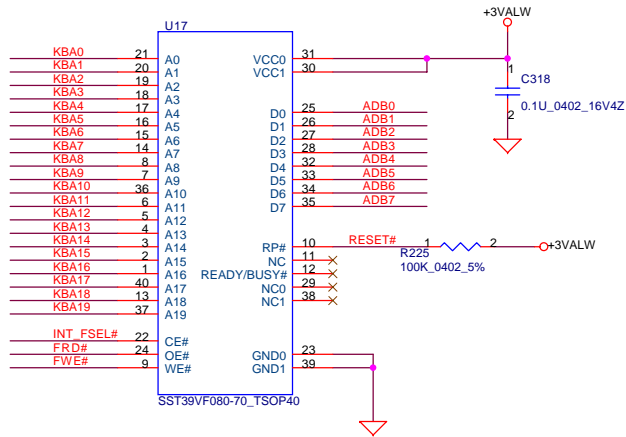 +3VALW
U17
KBA0 21 A0 VCC0 31
KBA1 20 A1 VCC1 30
KBA2 19 A2
KBA3 18 A3
KBA4 17 A4 D0 25 ADB0
KBA5 16 A5 D1 26 ADB1
KBA6 15 A6 D2 27 ADB2
KBA7 14 A7 D3 28 ADB3
KBA8 8 A8 D4 32 ADB4
KBA9 7 A9 D5 33 ADB5
KBA10 36 A10 D6 34 ADB6
KBA11 6 A11 D7 35 ADB7
KBA12 5 A12
KBA13 4 A13
KBA14 3 A14 RP# 10 RESET# 1 2 +3VALW
KBA15 2 A15 NC 11 R225
KBA16 1 A16 READY/BUSY# 12 100K_0402_5%
KBA17 40 A17 NC0 29
KBA18 13 A18 NC1 38
KBA19 37 A19
INT_FSEL# 22 CE#
FRD# 24 OE# GND0 23
FWE# 9 WE# GND1 39
SST39VF080-70_TSOP40
1
C318
0.1U_0402_16V4Z
2